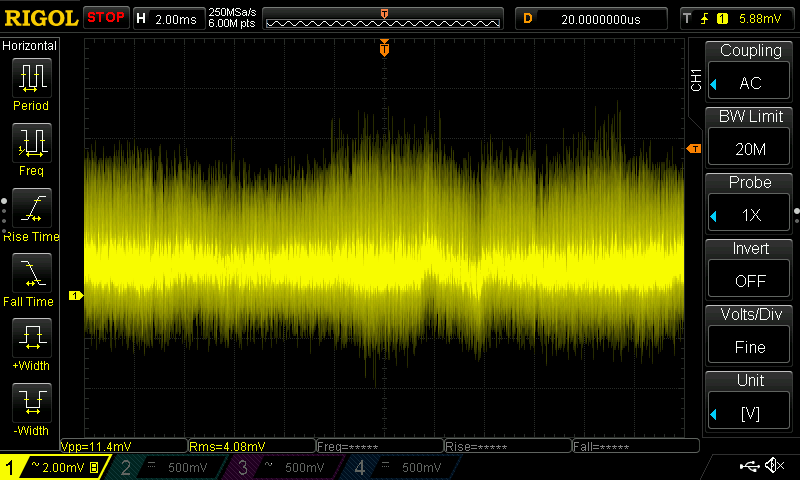 RIGOL STOP H 2.00ms 250MSa/s 6.00M pts T D 20.0000000us T 1 5.88mV
Horizontal
Period
Freq
Rise Time
Fall Time
+Width
-Width
T
T
1
CH1
Coupling
AC
BW Limit
20M
Probe
1X
Invert
OFF
Volts/Div
Fine
Unit
[V]
Vpp=11.4mV Rms=4.08mV Freq=***** Rise=***** Fall=*****
1 ~ 2.00mV B 2 500mV 3 ~ 500mV 4 500mV